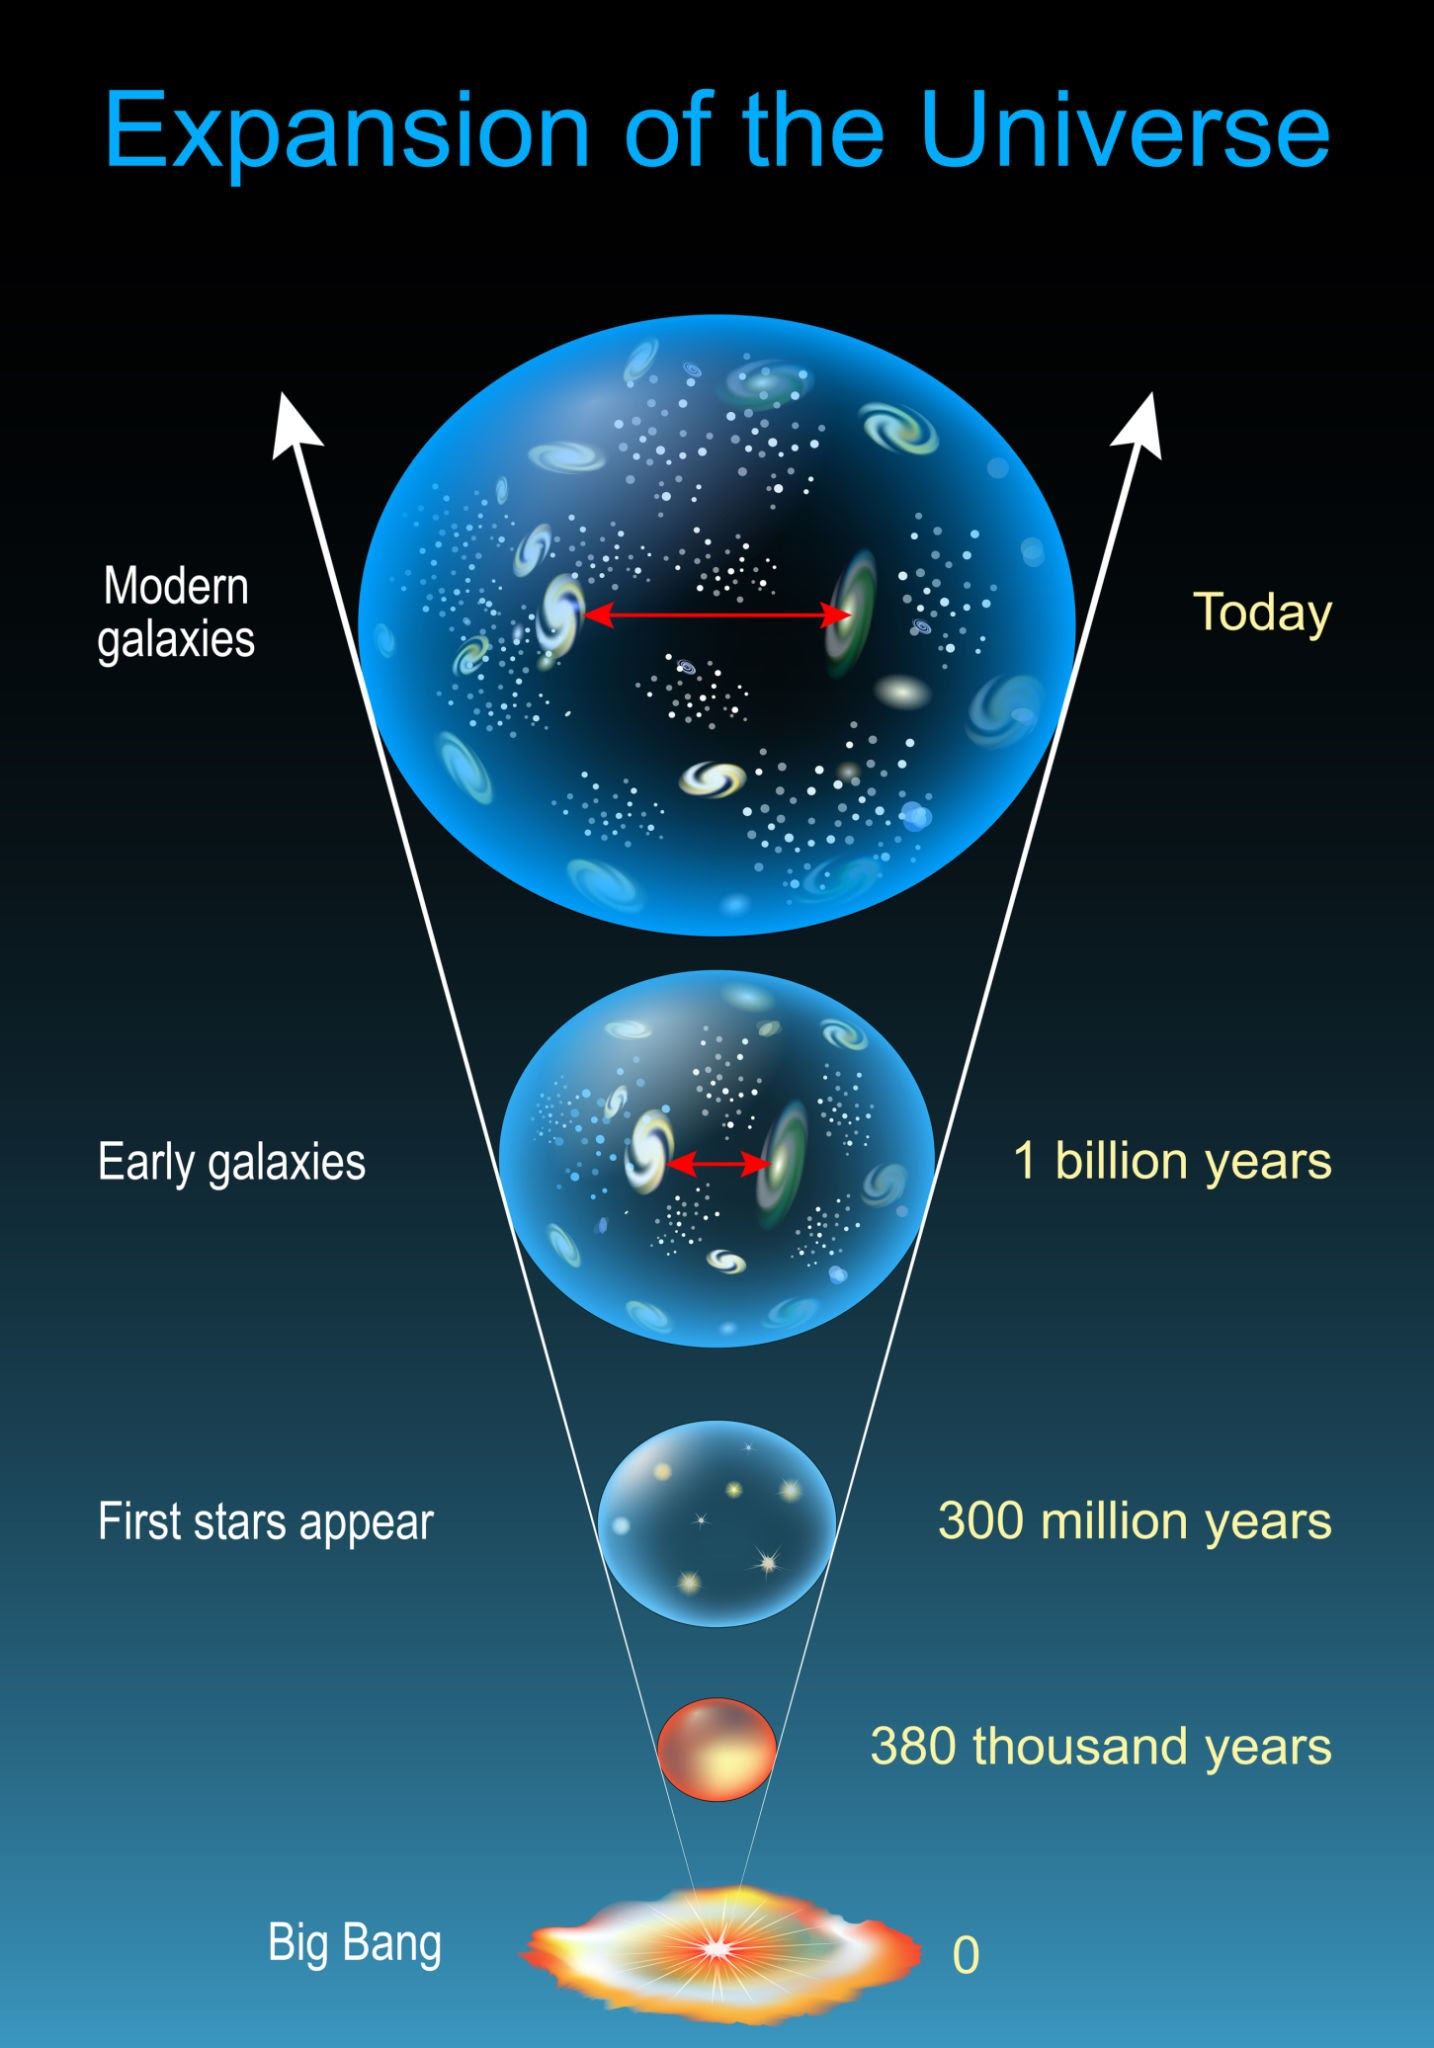 Expansion of the Universe
Modern
galaxies
Today
Early galaxies
1 billion years
First stars appear
300 million years
380 thousand years
Big Bang
0